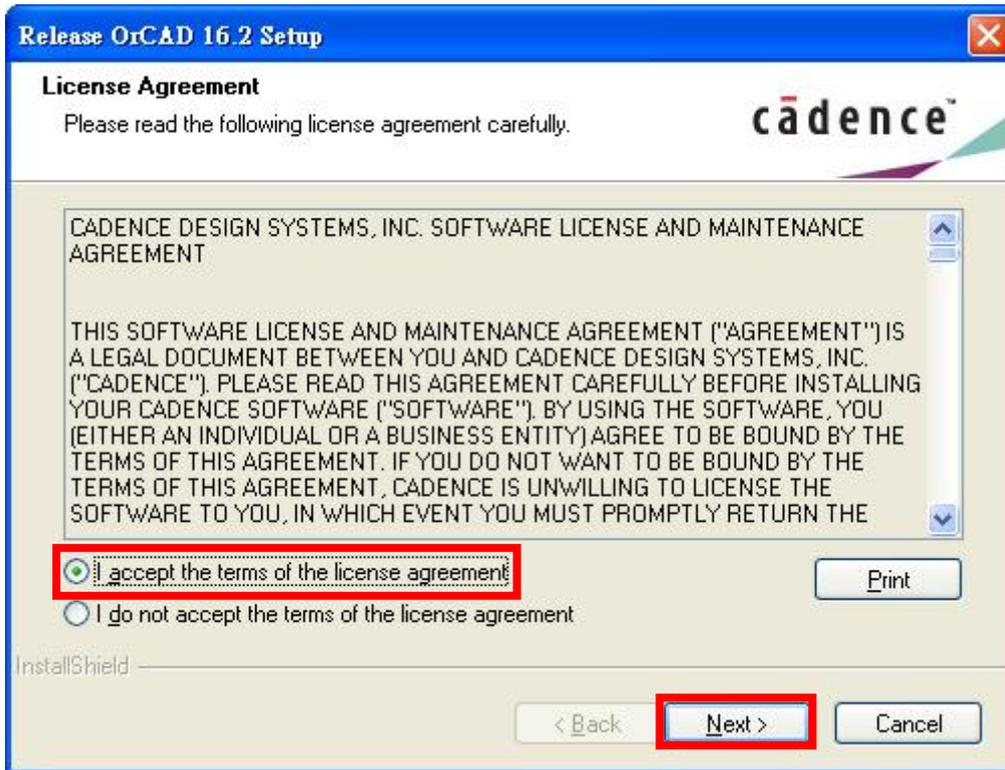 Release OrCAD 16.2 Setup
License Agreement
Please read the following license agreement carefully.
cādence™
CADENCE DESIGN SYSTEMS, INC. SOFTWARE LICENSE AND MAINTENANCE
AGREEMENT
THIS SOFTWARE LICENSE AND MAINTENANCE AGREEMENT ("AGREEMENT") IS
A LEGAL DOCUMENT BETWEEN YOU AND CADENCE DESIGN SYSTEMS, INC.
("CADENCE"). PLEASE READ THIS AGREEMENT CAREFULLY BEFORE INSTALLING
YOUR CADENCE SOFTWARE ("SOFTWARE"). BY USING THE SOFTWARE, YOU
(EITHER AN INDIVIDUAL OR A BUSINESS ENTITY) AGREE TO BE BOUND BY THE
TERMS OF THIS AGREEMENT. IF YOU DO NOT WANT TO BE BOUND BY THE
TERMS OF THIS AGREEMENT, CADENCE IS UNWILLING TO LICENSE THE
SOFTWARE TO YOU, IN WHICH EVENT YOU MUST PROMPTLY RETURN THE
I accept the terms of the license agreement
Print
I do not accept the terms of the license agreement
InstallShield
< Back
Next >
Cancel